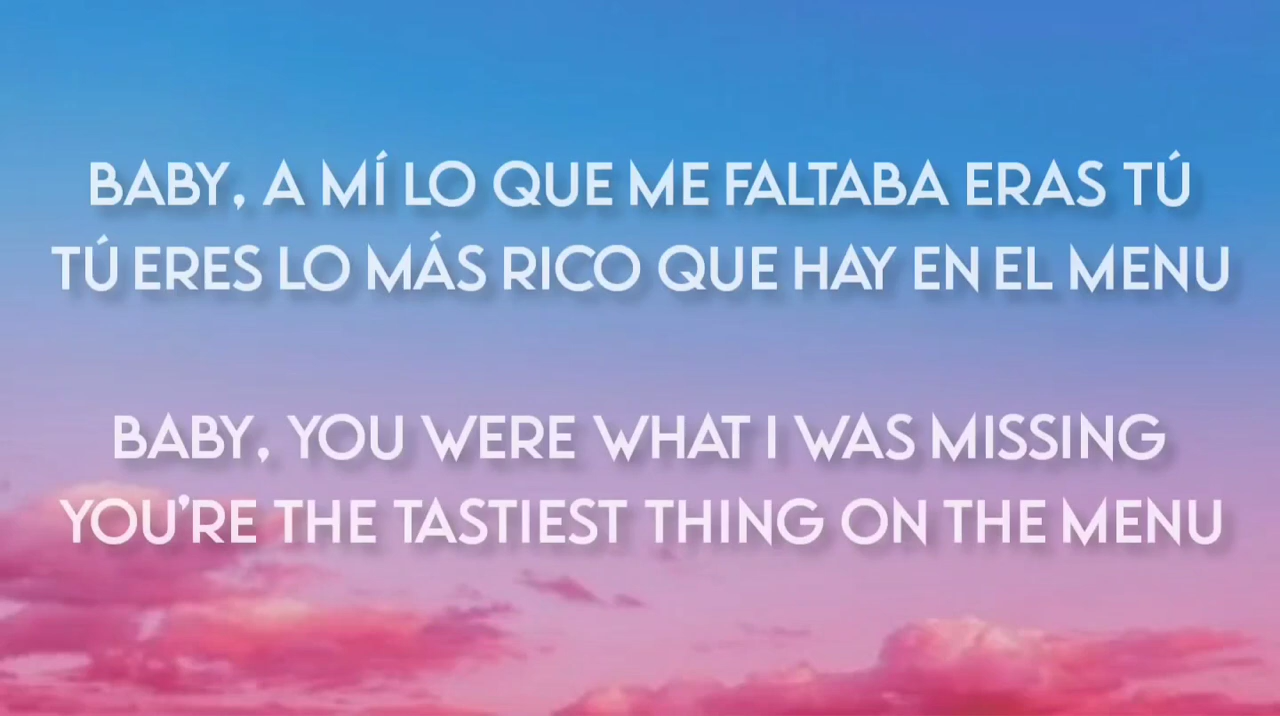 BABY, A MÍ LO QUE ME FALTABA ERAS TÚ
TÚ ERES LO MÁS RICO QUE HAY EN EL MENU
BABY, YOU WERE WHAT I WAS MISSING
YOU'RE THE TASTIEST THING ON THE MENU